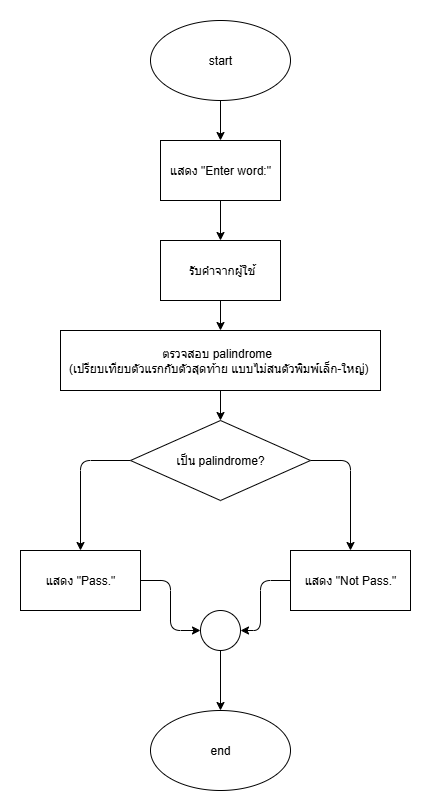 start
แสดง "Enter word:"
รับคำจากผู้ใช้
ตรวจสอบ palindrome
(เปรียบเทียบตัวแรกกับตัวสุดท้าย แบบไม่สนตัวพิมพ์เล็ก-ใหญ่)
เป็น palindrome?
แสดง "Pass."
แสดง "Not Pass."
end